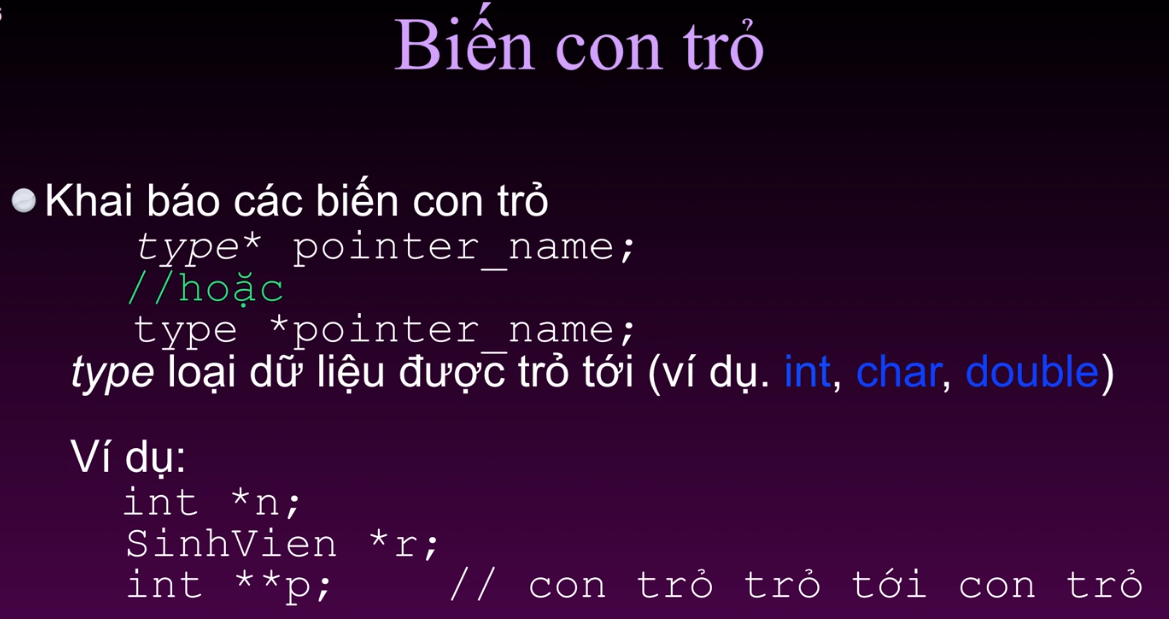 Biến con trỏ
Khai báo các biến con trỏ
type* pointer_name;
//hoặc
type *pointer_name;
type loại dữ liệu được trỏ tới (ví dụ. int, char, double)
Ví dụ:
int *n;
SinhVien *r;
int **p; // con trỏ trỏ tới con trỏ